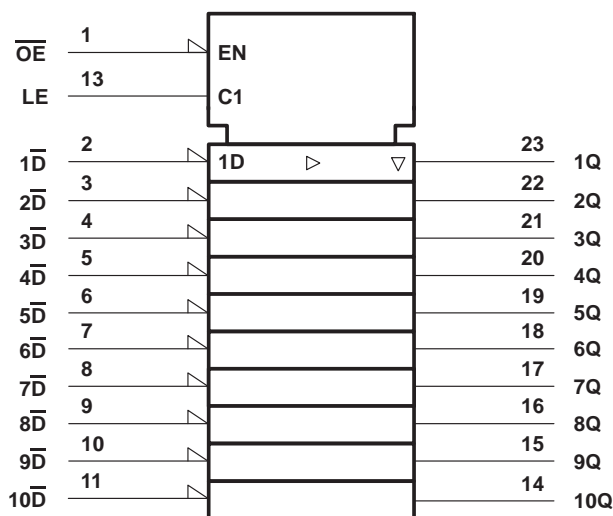 O̅E̅ 1 EN
LE 13 C1
1D̅ 2 1D 23 1Q
2D̅ 3 22 2Q
3D̅ 4 21 3Q
4D̅ 5 20 4Q
5D̅ 6 19 5Q
6D̅ 7 18 6Q
7D̅ 8 17 7Q
8D̅ 9 16 8Q
9D̅ 10 15 9Q
10D̅ 11 14 10Q